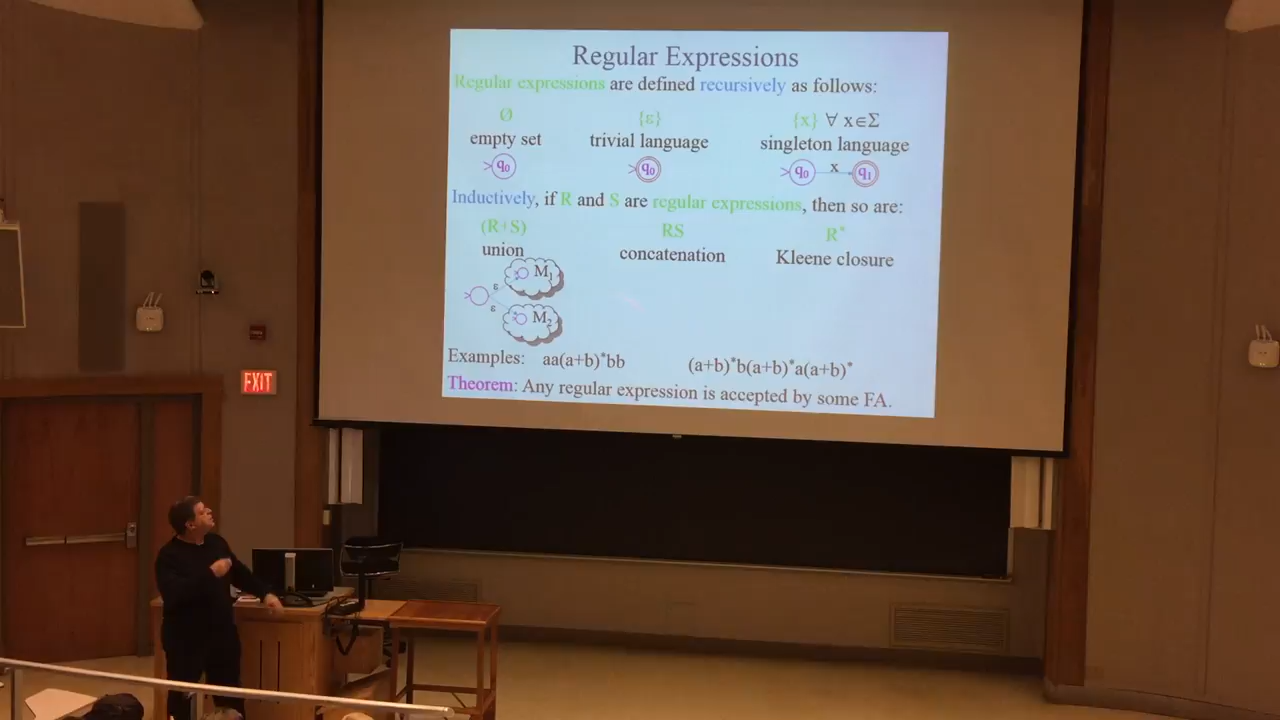 Regular Expressions
Regular expressions are defined recursively as follows:
Ø {ε} {x} ∀ x∈Σ
empty set trivial language singleton language
q0 q0 q0 x q1
Inductively, if R and S are regular expressions, then so are:
(R+S) RS R*
union concatenation Kleene closure
ε M1
ε M2
Examples: aa(a+b)*bb (a+b)*b(a+b)*a(a+b)*
Theorem: Any regular expression is accepted by some FA.
EXIT